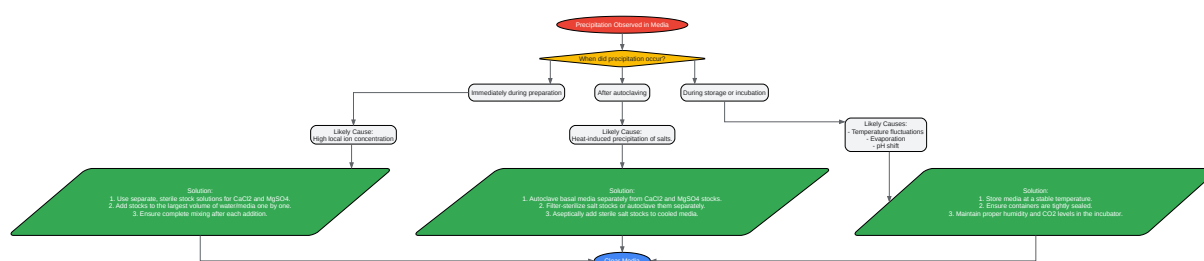 Precipitation Observed in Media
When did precipitation occur?
Immediately during preparation
After autoclaving
During storage or incubation
Likely Cause:
High local ion concentration.
Likely Cause:
Heat-induced precipitation of salts.
Likely Causes:
- Temperature fluctuations
- Evaporation
- pH shift
Solution:
1. Use separate, sterile stock solutions for CaCl2 and MgSO4.
2. Add stocks to the largest volume of water/media one by one.
3. Ensure complete mixing after each addition.
Solution:
1. Autoclave basal media separately from CaCl2 and MgSO4 stocks.
2. Filter-sterilize salt stocks or autoclave them separately.
3. Aseptically add sterile salt stocks to cooled media.
Solution:
1. Store media at a stable temperature.
2. Ensure containers are tightly sealed.
3. Maintain proper humidity and CO2 levels in the incubator.
Clear Media